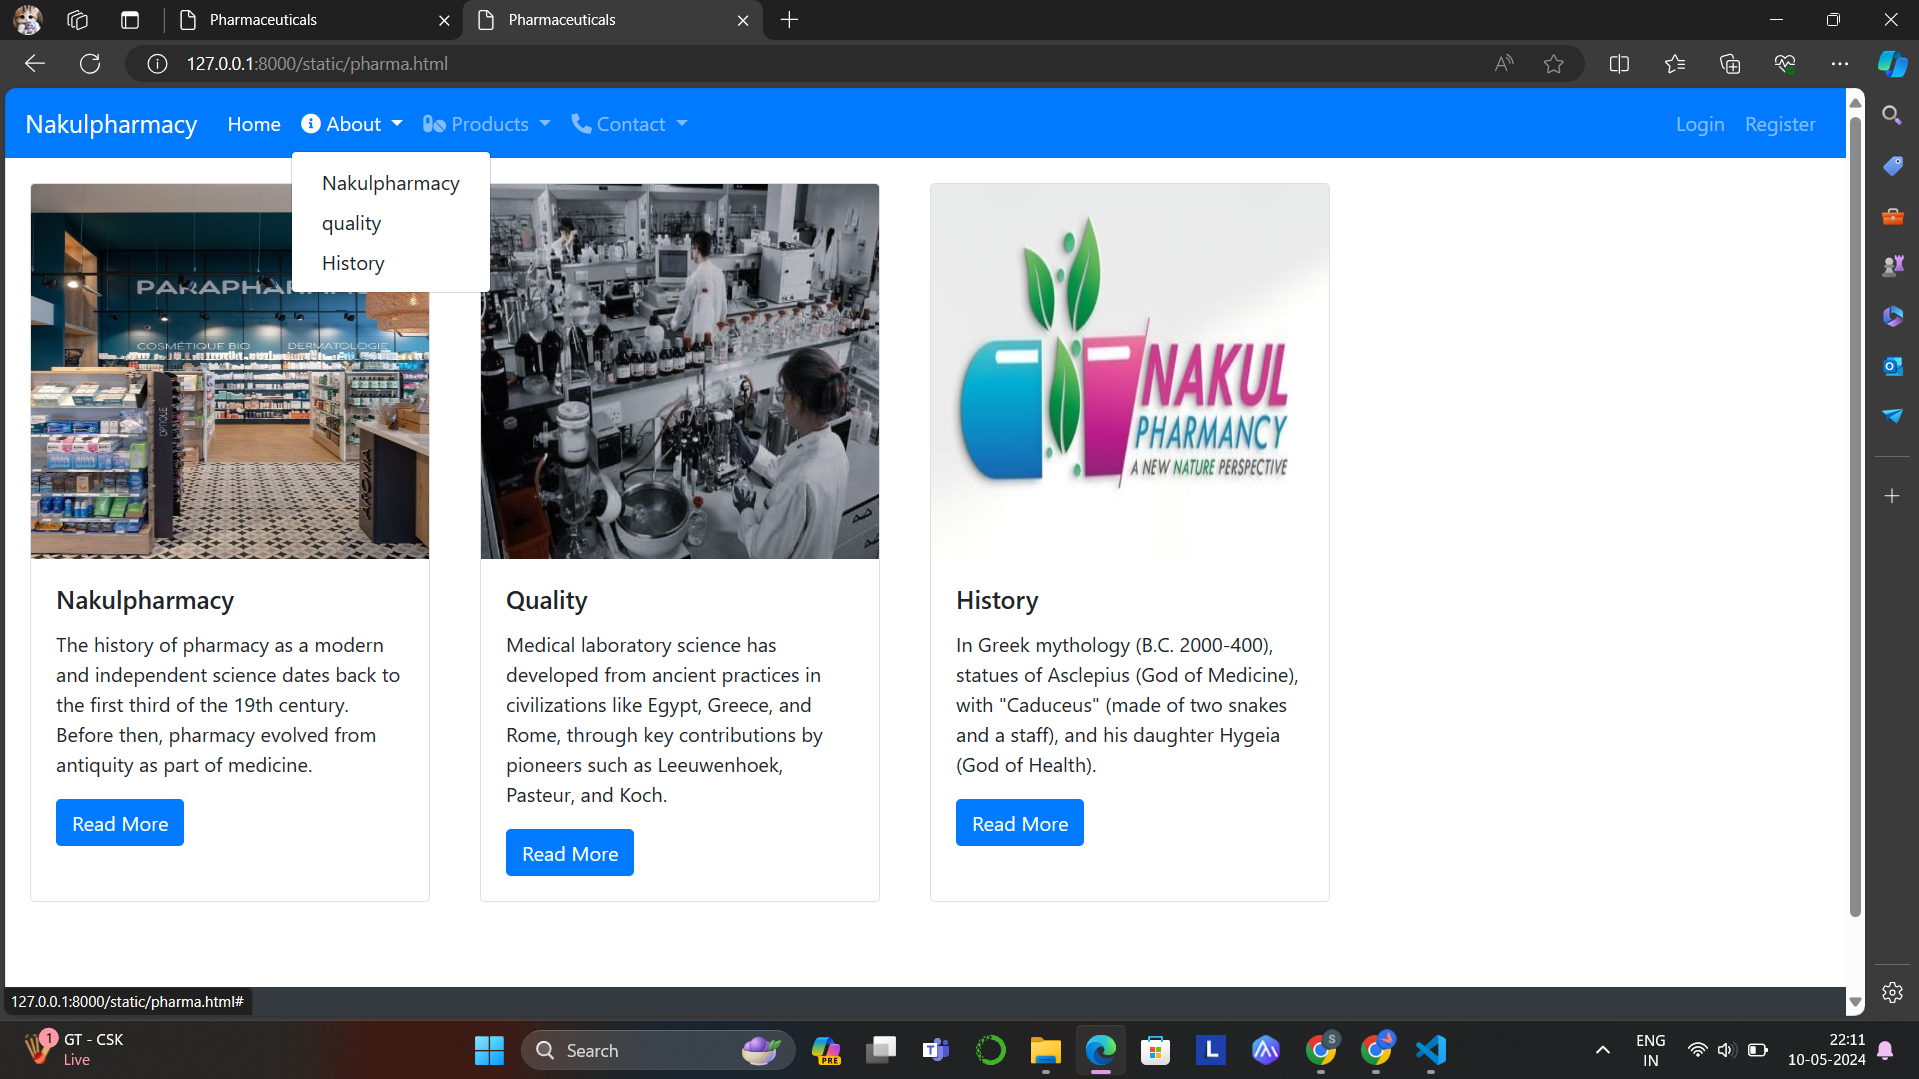 Pharmaceuticals
Pharmaceuticals
127.0.0.1:8000/static/pharma.html
Nakulpharmacy Home About Products Contact Login Register
Nakulpharmacy
quality
History
PARAPHA
COSMÉTIQUE BIO DERMATOLOGIE
OPTIQUE
NAKUL
PHARMANCY
A NEW NATURE PERSPECTIVE
Nakulpharmacy
The history of pharmacy as a modern
and independent science dates back to
the first third of the 19th century.
Before then, pharmacy evolved from
antiquity as part of medicine.
Read More
Quality
Medical laboratory science has
developed from ancient practices in
civilizations like Egypt, Greece, and
Rome, through key contributions by
pioneers such as Leeuwenhoek,
Pasteur, and Koch.
Read More
History
In Greek mythology (B.C. 2000-400),
statues of Asclepius (God of Medicine),
with "Caduceus" (made of two snakes
and a staff), and his daughter Hygeia
(God of Health).
Read More
127.0.0.1:8000/static/pharma.html#
1
GT - CSK
Live
Search
PRE
T
L
S
ENG
IN
22:11
10-05-2024